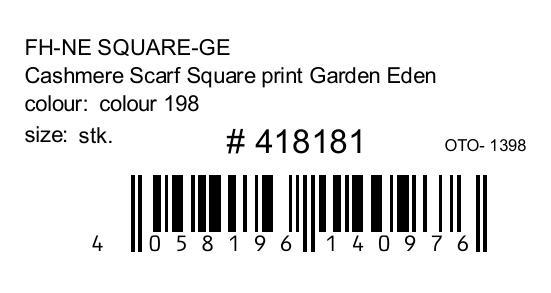 FH-NE SQUARE-GE
Cashmere Scarf Square print Garden Eden
colour: colour 198
size: stk.
# 418181
OTO- 1398
4 058196 140976